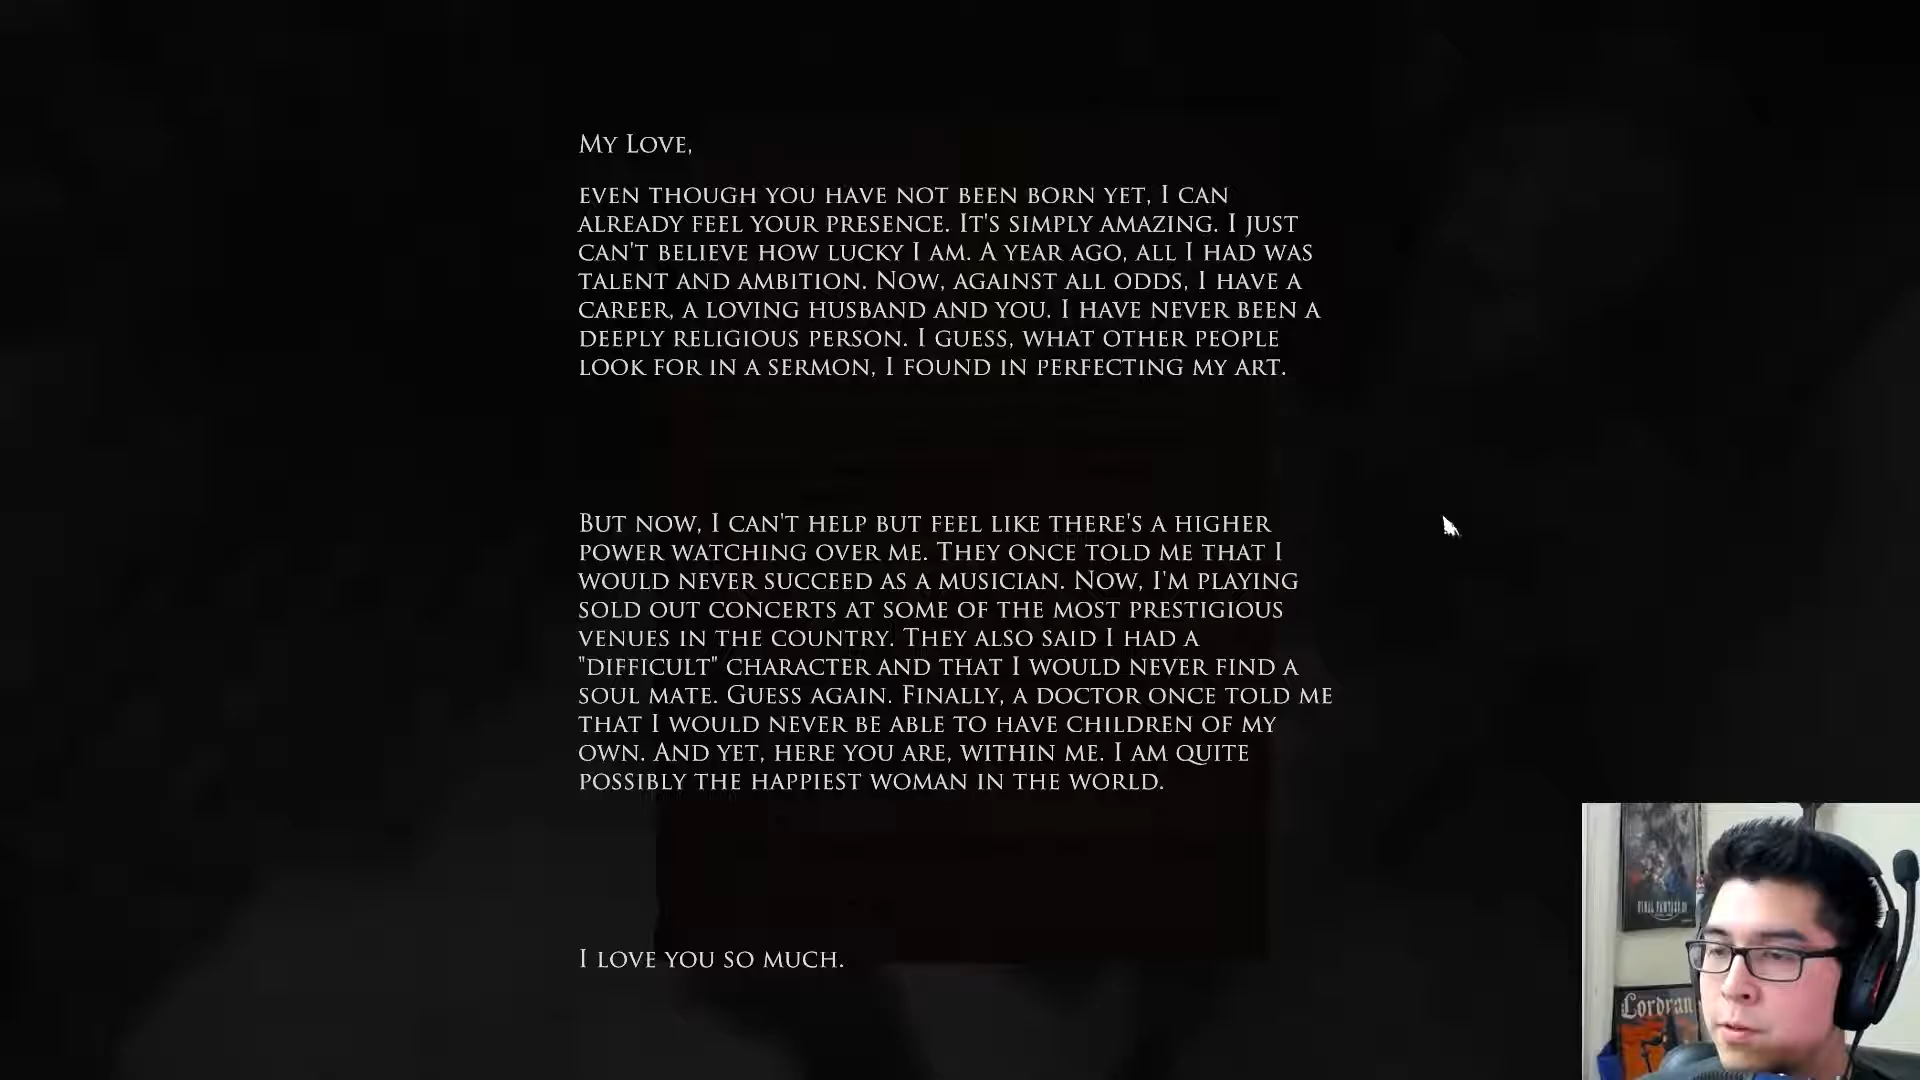 My Love,
even though you have not been born yet, I can
already feel your presence. It's simply amazing. I just
can't believe how lucky I am. A year ago, all I had was
talent and ambition. Now, against all odds, I have a
career, a loving husband and you. I have never been a
deeply religious person. I guess, what other people
look for in a sermon, I found in perfecting my art.
But now, I can't help but feel like there's a higher
power watching over me. They once told me that I
would never succeed as a musician. Now, I'm playing
sold out concerts at some of the most prestigious
venues in the country. They also said I had a
"difficult" character and that I would never find a
soul mate. Guess again. Finally, a doctor once told me
that I would never be able to have children of my
own. And yet, here you are, within me. I am quite
possibly the happiest woman in the world.
I love you so much.
FINAL FANTASY
Lordran